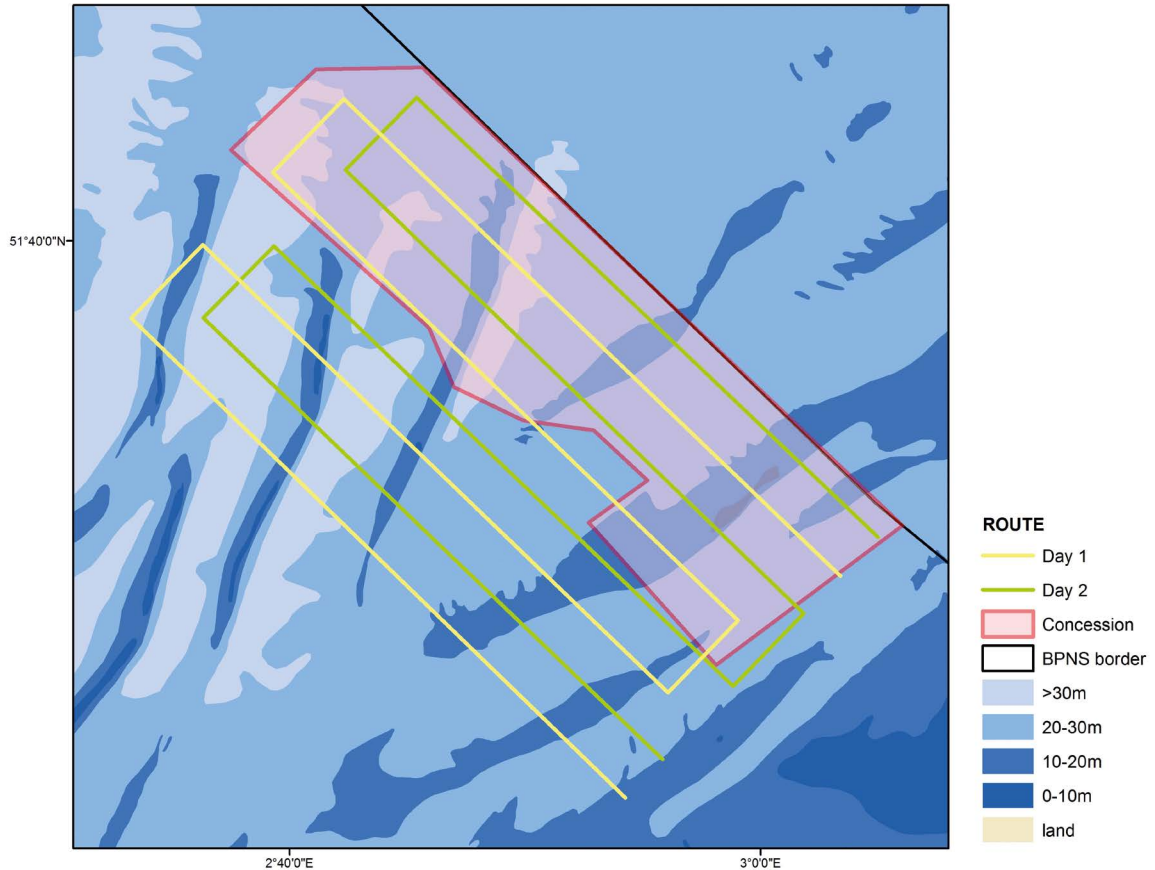 51°40'0"N
2°40'0"E
3°0'0"E
ROUTE
Day 1
Day 2
Concession
BPNS border
>30m
20-30m
10-20m
0-10m
land